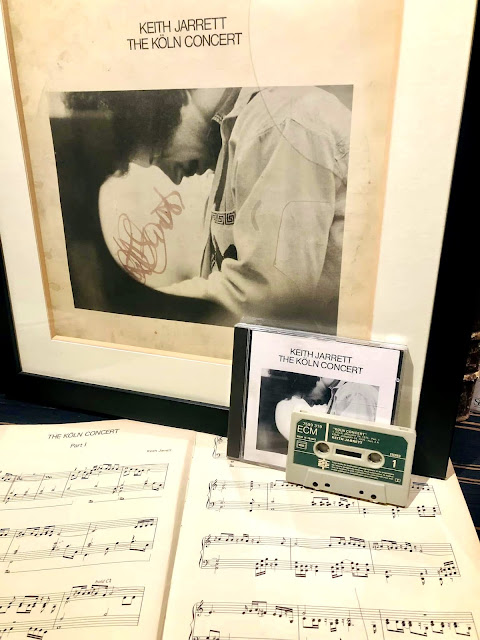 KEITH JARRETT
THE KÖLN CONCERT
KEITH JARRETT
THE KÖLN CONCERT
ECM
KEITH JARRETT
1
THE KÖLN CONCERT
Part I
Keith Jarrett